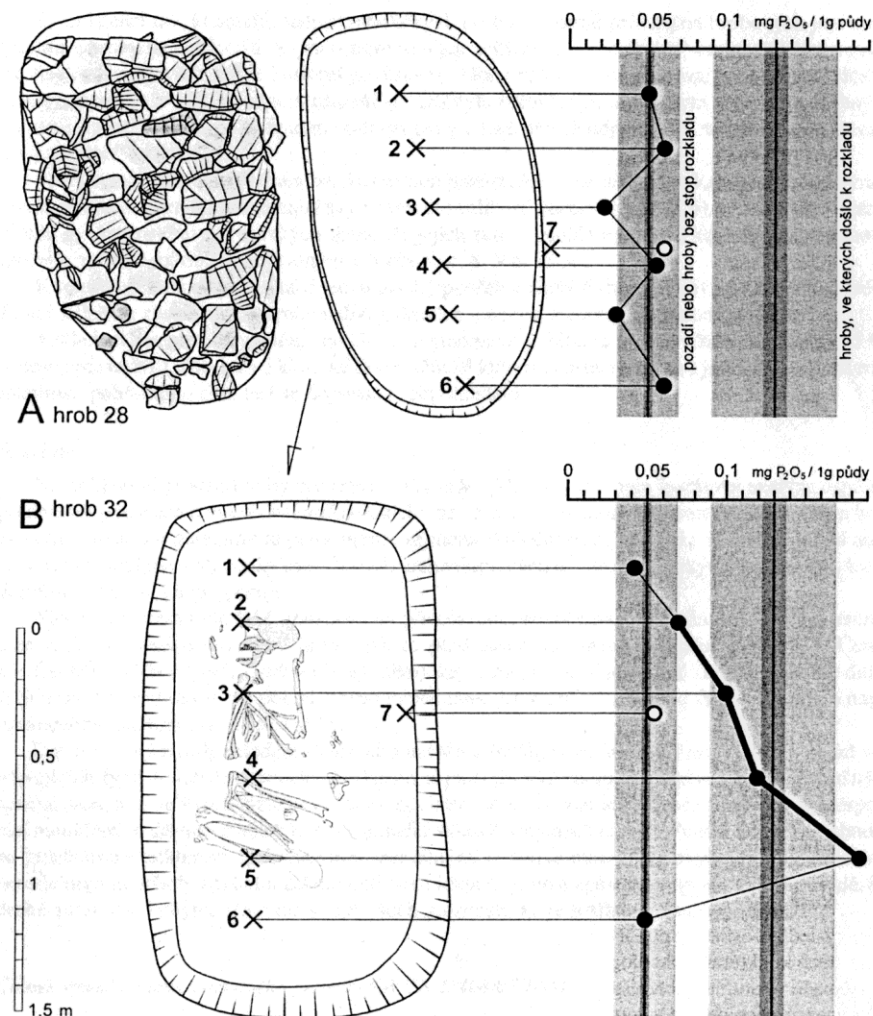 0 0,05 0,1 mg P₂O₅ / 1g půdy
1
2
3
7
4
5
6
pozadí nebo hroby bez stop rozkladu
hroby, ve kterých došlo k rozkladu
A hrob 28
0 0,05 0,1 mg P₂O₅ / 1g půdy
B hrob 32
1
2
3
7
4
5
6
0
0,5
1
1,5 m